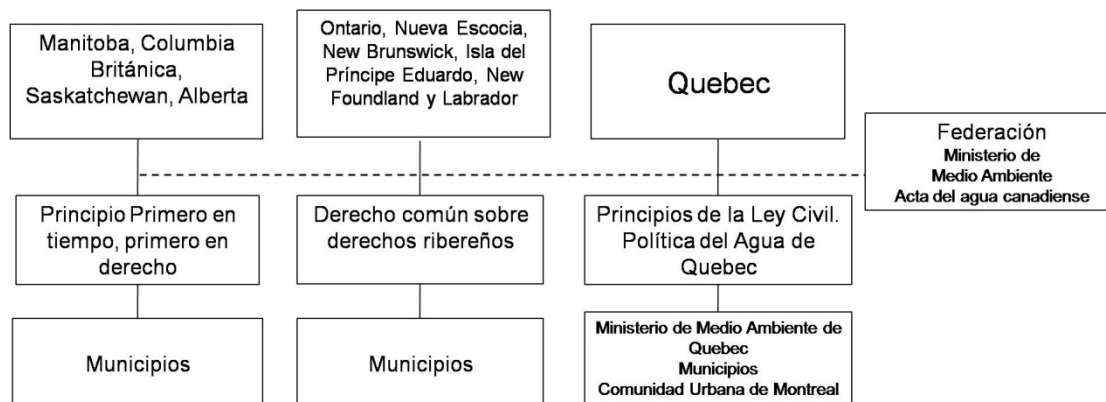 Manitoba, Columbia
Británica,
Saskatchewan, Alberta
Ontario, Nueva Escocia,
New Brunswick, Isla del
Príncipe Eduardo, New
Foundland y Labrador
Quebec
Federación
Ministerio de
Medio Ambiente
Acta del agua canadiense
Principio Primero en
tiempo, primero en
derecho
Derecho común sobre
derechos ribereños
Principios de la Ley Civil.
Política del Agua de
Quebec
Municipios
Municipios
Ministerio de Medio Ambiente de
Quebec
Municipios
Comunidad Urbana de Montreal